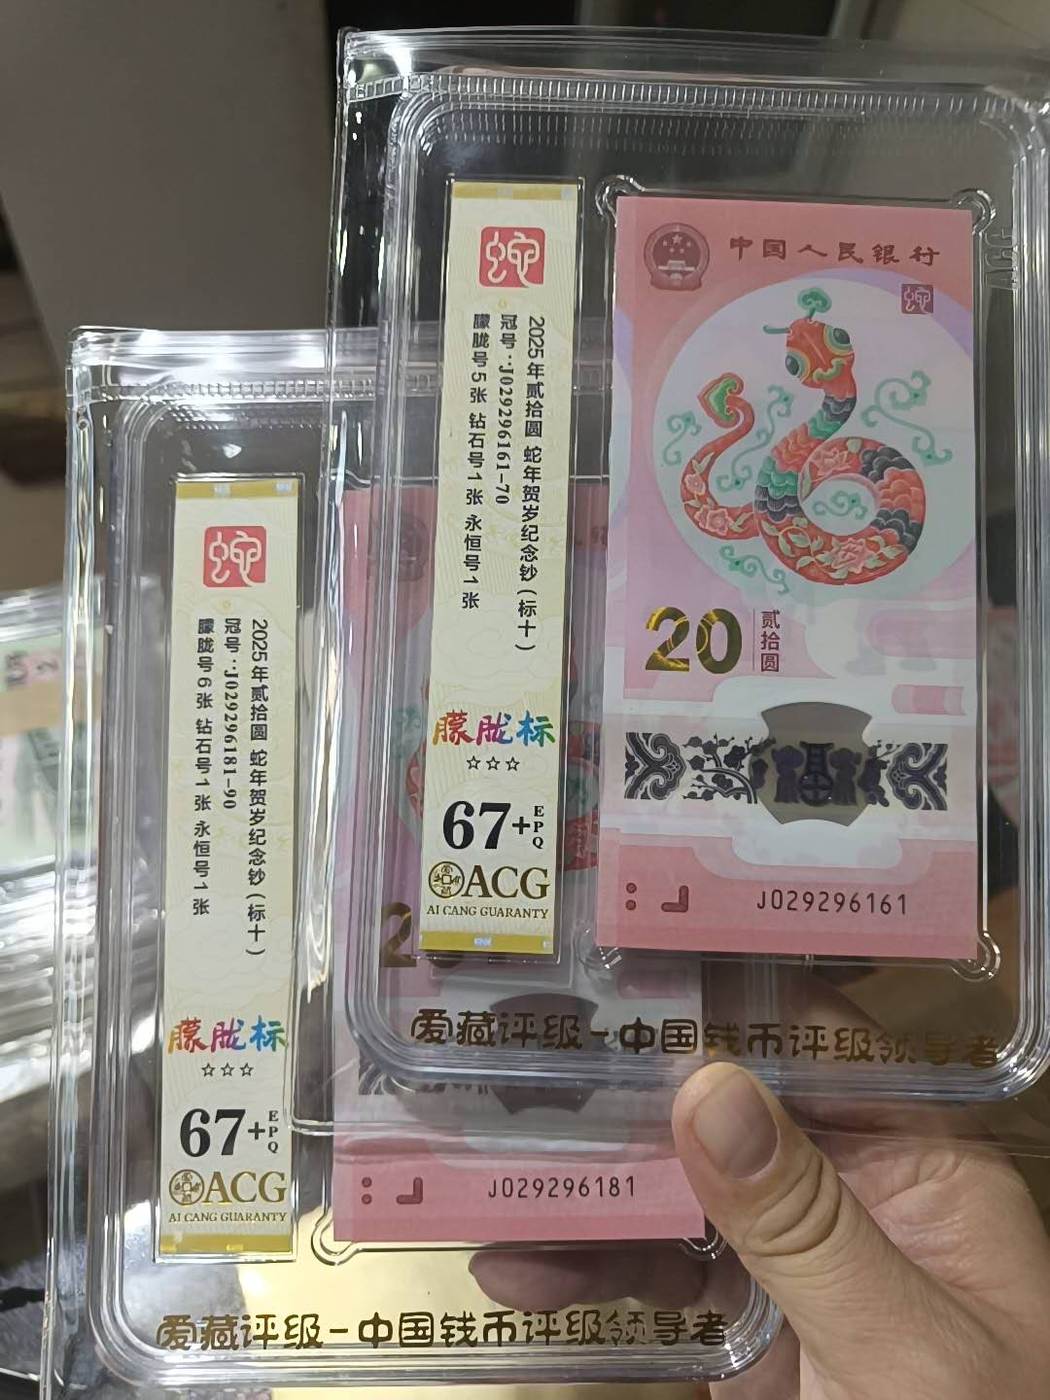 蛇
2025年贰拾圆 蛇年贺岁纪念钞(标十)
冠号:J029296161-70
朦胧号5张 钻石号1张 永恒号1张
朦胧标
☆☆☆
67+
EPQ
ACG
AI CANG GUARANTY
中国人民银行
蛇
20
贰拾圆
J029296161
爱藏评级-中国钱币评级领导者
蛇
2025年贰拾圆 蛇年贺岁纪念钞(标十)
冠号:J029296181-90
朦胧号6张 钻石号1张 永恒号1张
朦胧标
☆☆☆
67+
EPQ
ACG
AI CANG GUARANTY
2
J029296181
爱藏评级-中国钱币评级领导者